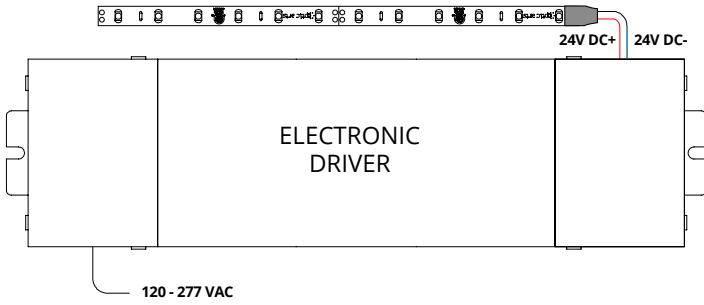 24V DC+ 24V DC-
ELECTRONIC
DRIVER
120 - 277 VAC